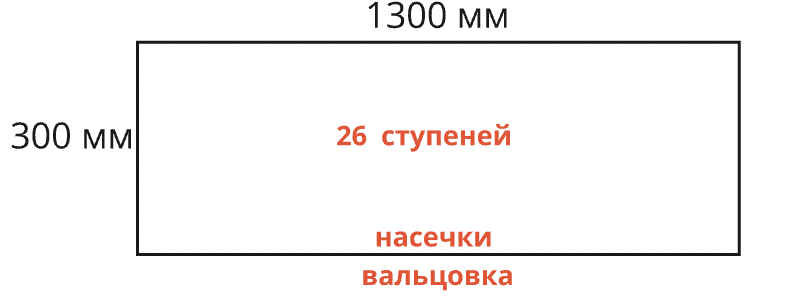 1300 мм
300 мм
26 ступеней
насечки
вальцовка